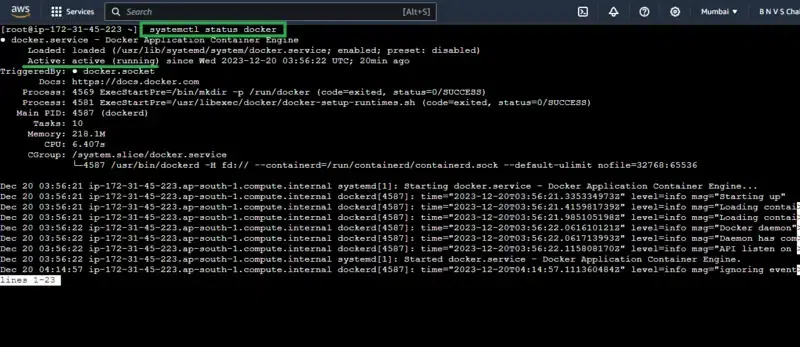 aws Services Search [Alt+S] Mumbai B N V S Chai
[root@ip-172-31-45-223 ~] systemctl status docker
● docker.service - Docker Application Container Engine
Loaded: loaded (/usr/lib/systemd/system/docker.service; enabled; preset: disabled)
Active: active (running) since Wed 2023-12-20 03:56:22 UTC; 20min ago
TriggeredBy: ● docker.socket
Docs: https://docs.docker.com
Process: 4569 ExecStartPre=/bin/mkdir -p /run/docker (code=exited, status=0/SUCCESS)
Process: 4581 ExecStartPre=/usr/libexec/docker/docker-setup-runtimes.sh (code=exited, status=0/SUCCESS)
Main PID: 4587 (dockerd)
Tasks: 10
Memory: 218.1M
CPU: 6.407s
CGroup: /system.slice/docker.service
└─4587 /usr/bin/dockerd -H fd:// --containerd=/run/containerd/containerd.sock --default-ulimit nofile=32768:65536
Dec 20 03:56:21 ip-172-31-45-223.ap-south-1.compute.internal systemd[1]: Starting docker.service - Docker Application Container Engine...
Dec 20 03:56:21 ip-172-31-45-223.ap-south-1.compute.internal dockerd[4587]: time="2023-12-20T03:56:21.335334973Z" level=info msg="Starting up"
Dec 20 03:56:21 ip-172-31-45-223.ap-south-1.compute.internal dockerd[4587]: time="2023-12-20T03:56:21.415981739Z" level=info msg="Loading contai>
Dec 20 03:56:21 ip-172-31-45-223.ap-south-1.compute.internal dockerd[4587]: time="2023-12-20T03:56:21.985105198Z" level=info msg="Loading contai>
Dec 20 03:56:22 ip-172-31-45-223.ap-south-1.compute.internal dockerd[4587]: time="2023-12-20T03:56:22.061610121Z" level=info msg="Docker daemon">
Dec 20 03:56:22 ip-172-31-45-223.ap-south-1.compute.internal dockerd[4587]: time="2023-12-20T03:56:22.061713993Z" level=info msg="Daemon has com>
Dec 20 03:56:22 ip-172-31-45-223.ap-south-1.compute.internal dockerd[4587]: time="2023-12-20T03:56:22.115808170Z" level=info msg="API listen on >
Dec 20 03:56:22 ip-172-31-45-223.ap-south-1.compute.internal systemd[1]: Started docker.service - Docker Application Container Engine.
Dec 20 04:14:57 ip-172-31-45-223.ap-south-1.compute.internal dockerd[4587]: time="2023-12-20T04:14:57.111360484Z" level=info msg="ignoring event>
lines 1-23